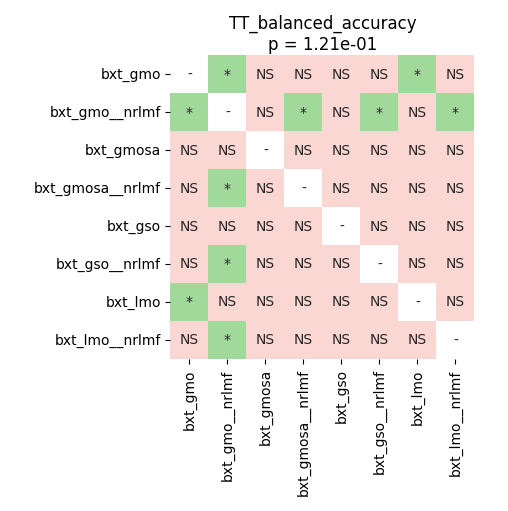 TT_balanced_accuracy
p = 1.21e-01
bxt_gmo - * NS NS NS NS * NS
bxt_gmo__nrlmf * - NS * NS * NS *
bxt_gmosa NS NS - NS NS NS NS NS
bxt_gmosa__nrlmf NS * NS - NS NS NS NS
bxt_gso NS NS NS NS - NS NS NS
bxt_gso__nrlmf NS * NS NS NS - NS NS
bxt_lmo * NS NS NS NS NS - NS
bxt_lmo__nrlmf NS * NS NS NS NS NS -
bxt_gmo
bxt_gmo__nrlmf
bxt_gmosa
bxt_gmosa__nrlmf
bxt_gso
bxt_gso__nrlmf
bxt_lmo
bxt_lmo__nrlmf